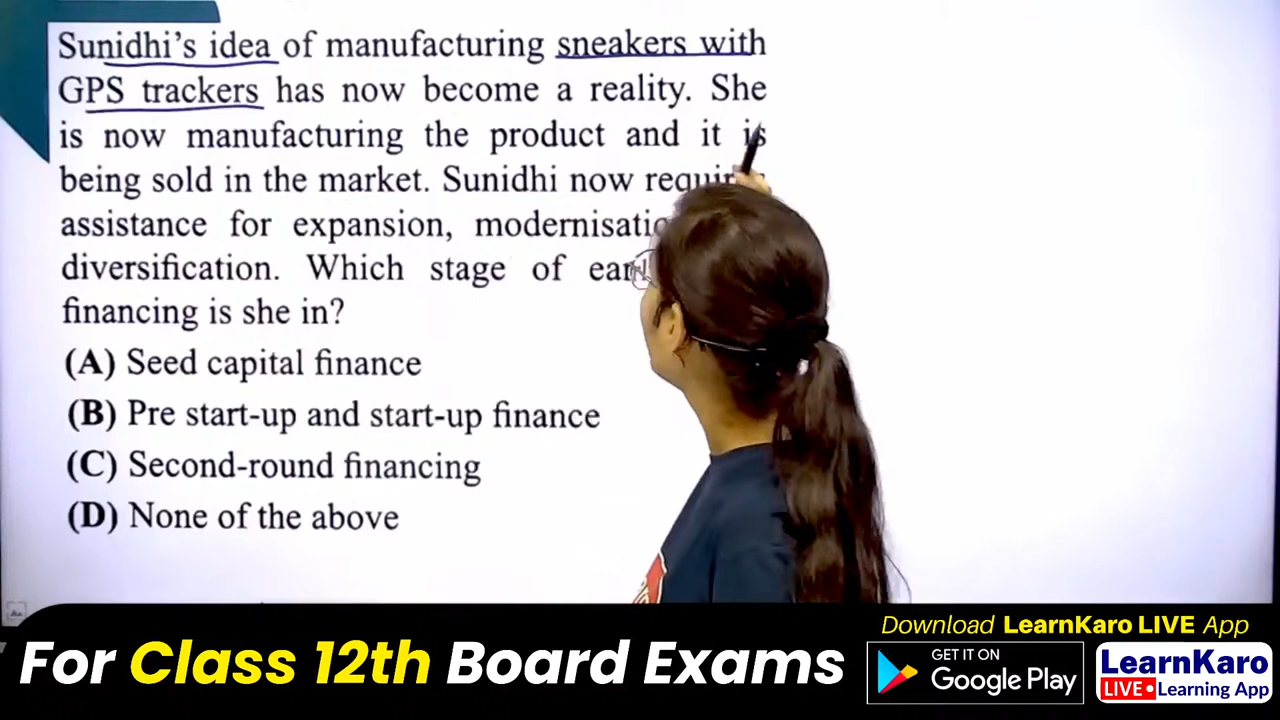 Sunidhi's idea of manufacturing sneakers with
GPS trackers has now become a reality. She
is now manufacturing the product and it is
being sold in the market. Sunidhi now
assistance for expansion,
diversification. Which stage of
financing is she in?
(A) Seed capital finance
(B) Pre start-up and start-up finance
(C) Second-round financing
(D) None of the above
Download LearnKaro LIVE App
For Class 12th Board Exams
GET IT ON
Google Play
LearnKaro
LIVE Learning App